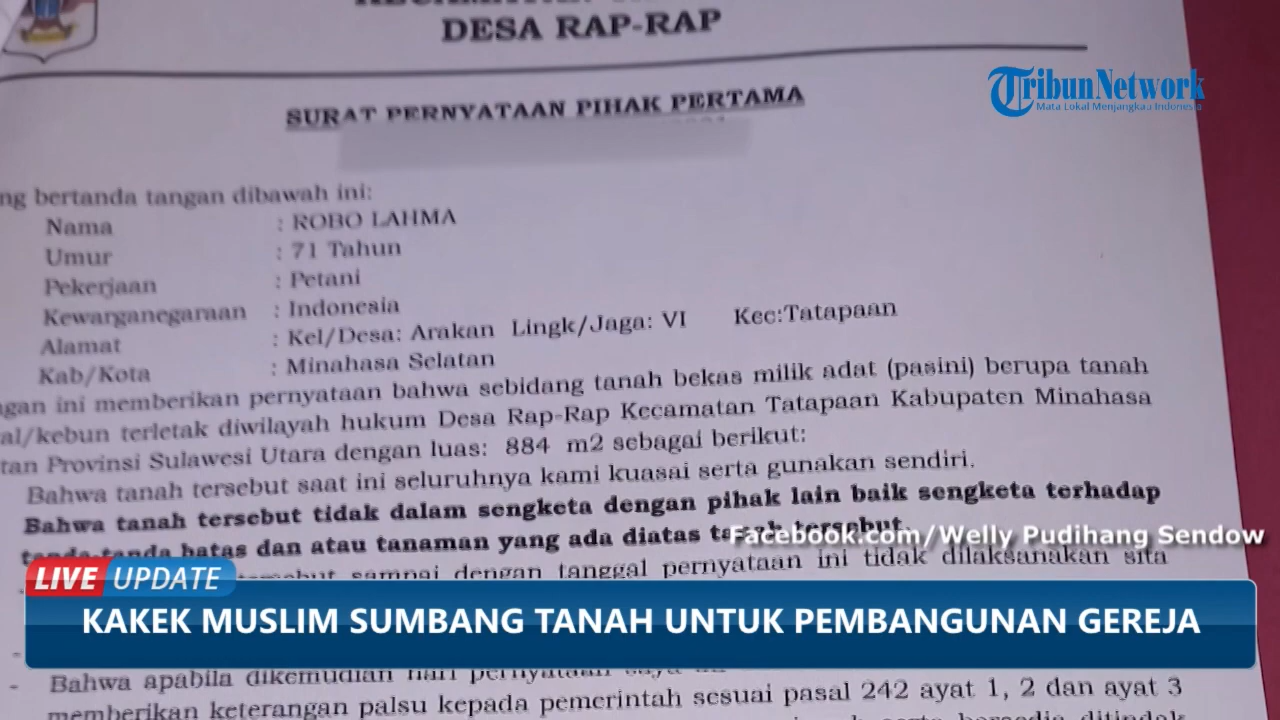 DESA RAP-RAP
TribunNetwork
Mata Lokal Menjangkau Indonesia
SURAT PERNYATAAN PIHAK PERTAMA
ng bertanda tangan dibawah ini:
Nama : ROBO LAHMA
Umur : 71 Tahun
Pekerjaan : Petani
Kewarganegaraan : Indonesia
Alamat : Kel/Desa: Arakan Lingk/Jaga: VI Kec:Tatapaan
Kab/Kota : Minahasa Selatan
ngan ini memberikan pernyataan bahwa sebidang tanah bekas milik adat (pasini) berupa tanah
al/kebun terletak diwilayah hukum Desa Rap-Rap Kecamatan Tatapaan Kabupaten Minahasa
tan Provinsi Sulawesi Utara dengan luas: 884 m2 sebagai berikut:
Bahwa tanah tersebut saat ini seluruhnya kami kuasai serta gunakan sendiri.
Bahwa tanah tersebut tidak dalam sengketa dengan pihak lain baik sengketa terhadap
tanda-tanda batas dan atau tanaman yang ada diatas tanah tersebut.
Facebook.com/Welly Pudihang Sendow
tersebut sampai dengan tanggal pernyataan ini tidak dilaksanakan sita
LIVE UPDATE
KAKEK MUSLIM SUMBANG TANAH UNTUK PEMBANGUNAN GEREJA
- Bahwa apabila dikemudian hari pernyataan
memberikan keterangan palsu kepada pemerintah sesuai pasal 242 ayat 1, 2 dan ayat 3